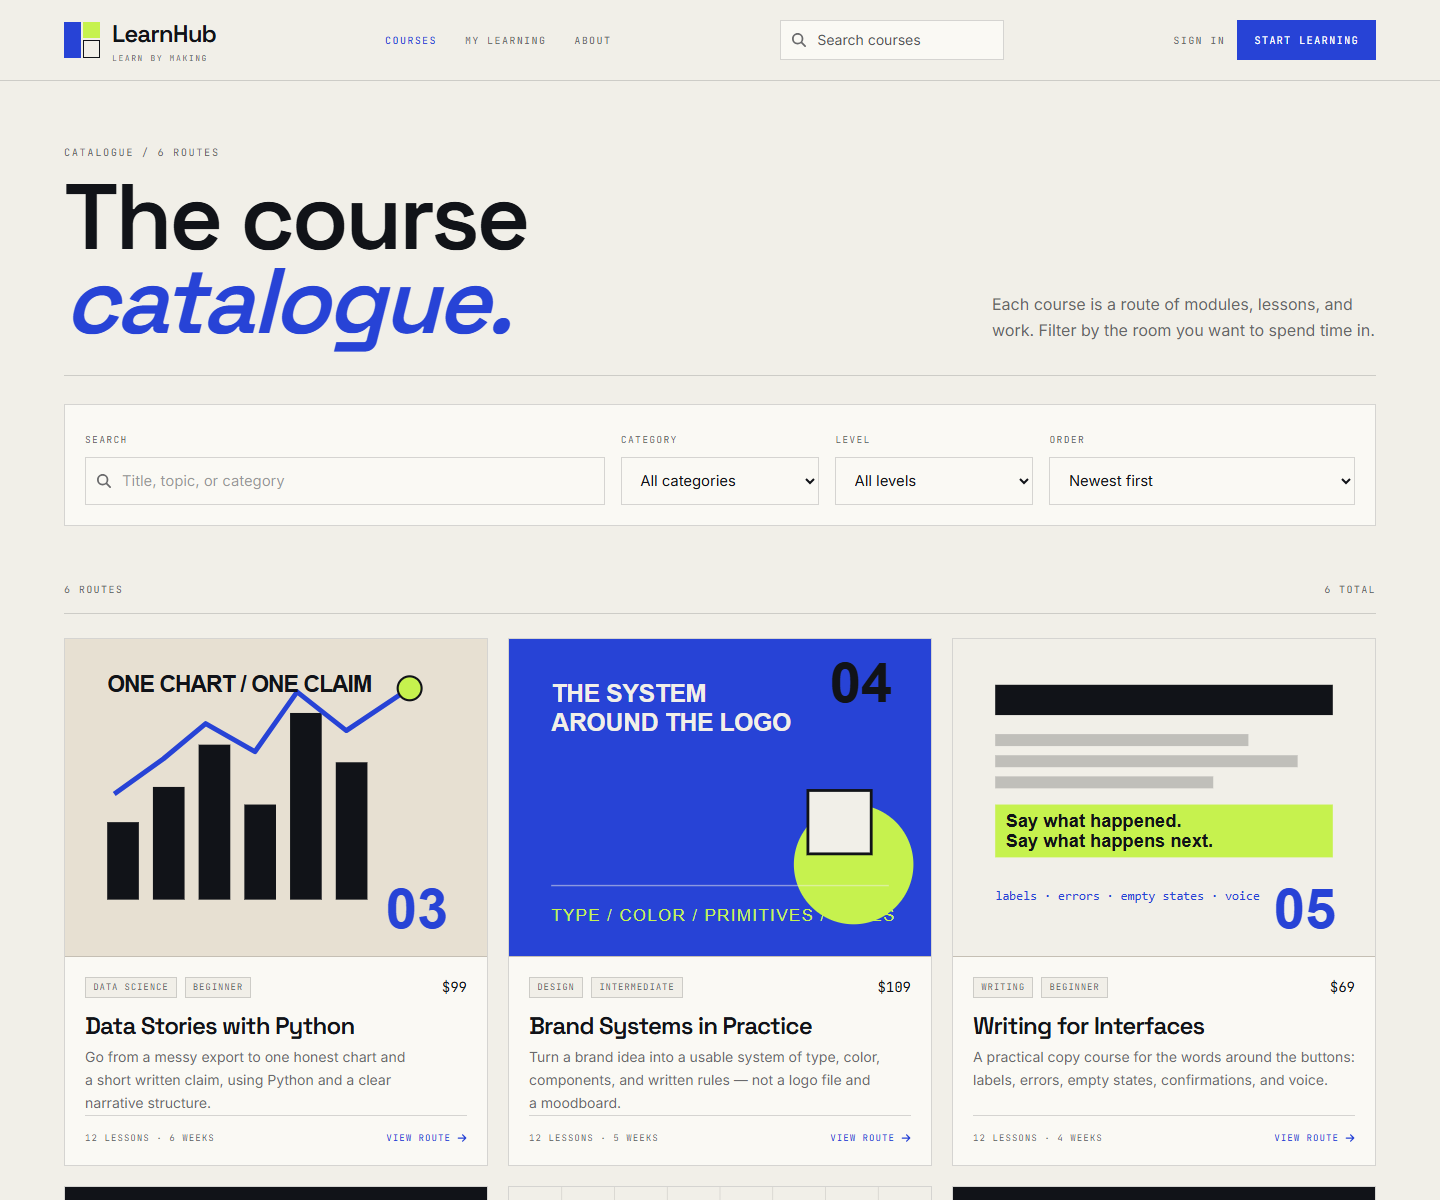 LearnHub
LEARN BY MAKING
COURSES
MY LEARNING
ABOUT
Search courses
SIGN IN
START LEARNING
CATALOGUE / 6 ROUTES
The course
catalogue.
Each course is a route of modules, lessons, and
work. Filter by the room you want to spend time in.
SEARCH
CATEGORY
LEVEL
ORDER
Title, topic, or category
All categories
All levels
Newest first
6 ROUTES
6 TOTAL
ONE CHART / ONE CLAIM
03
DATA SCIENCE
BEGINNER
$99
Data Stories with Python
Go from a messy export to one honest chart and
a short written claim, using Python and a clear
narrative structure.
12 LESSONS · 6 WEEKS
VIEW ROUTE →
04
THE SYSTEM
AROUND THE LOGO
TYPE / COLOR / PRIMITIVES /
DESIGN
INTERMEDIATE
$109
Brand Systems in Practice
Turn a brand idea into a usable system of type, color,
components, and written rules — not a logo file and
a moodboard.
12 LESSONS · 5 WEEKS
VIEW ROUTE →
Say what happened.
Say what happens next.
labels · errors · empty states · voice
05
WRITING
BEGINNER
$69
Writing for Interfaces
A practical copy course for the words around the buttons:
labels, errors, empty states, confirmations, and voice.
12 LESSONS · 4 WEEKS
VIEW ROUTE →